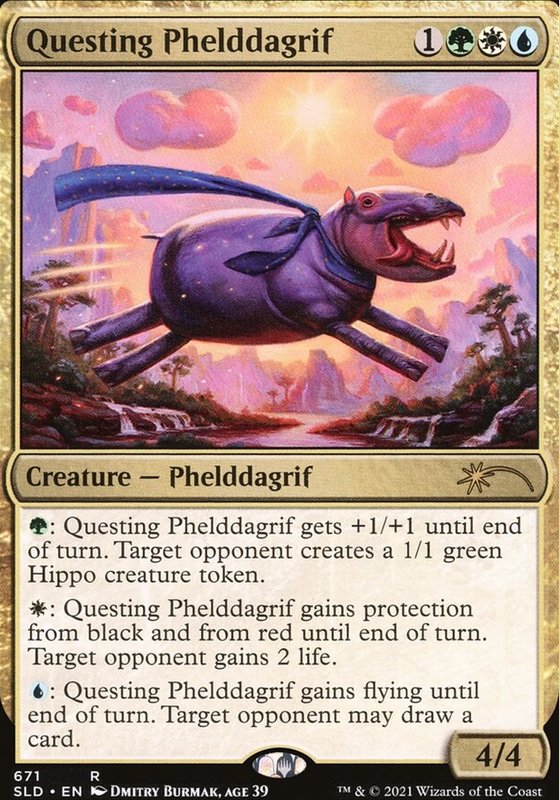 Questing Phelddagrif 1
Creature — Phelddagrif
: Questing Phelddagrif gets +1/+1 until end
of turn. Target opponent creates a 1/1 green
Hippo creature token.
: Questing Phelddagrif gains protection
from black and from red until end of turn.
Target opponent gains 2 life.
: Questing Phelddagrif gains flying until
end of turn. Target opponent may draw a
card.
4/4
671 R
SLD • EN Dmitry Burmak, age 39
™ & © 2021 Wizards of the Coast